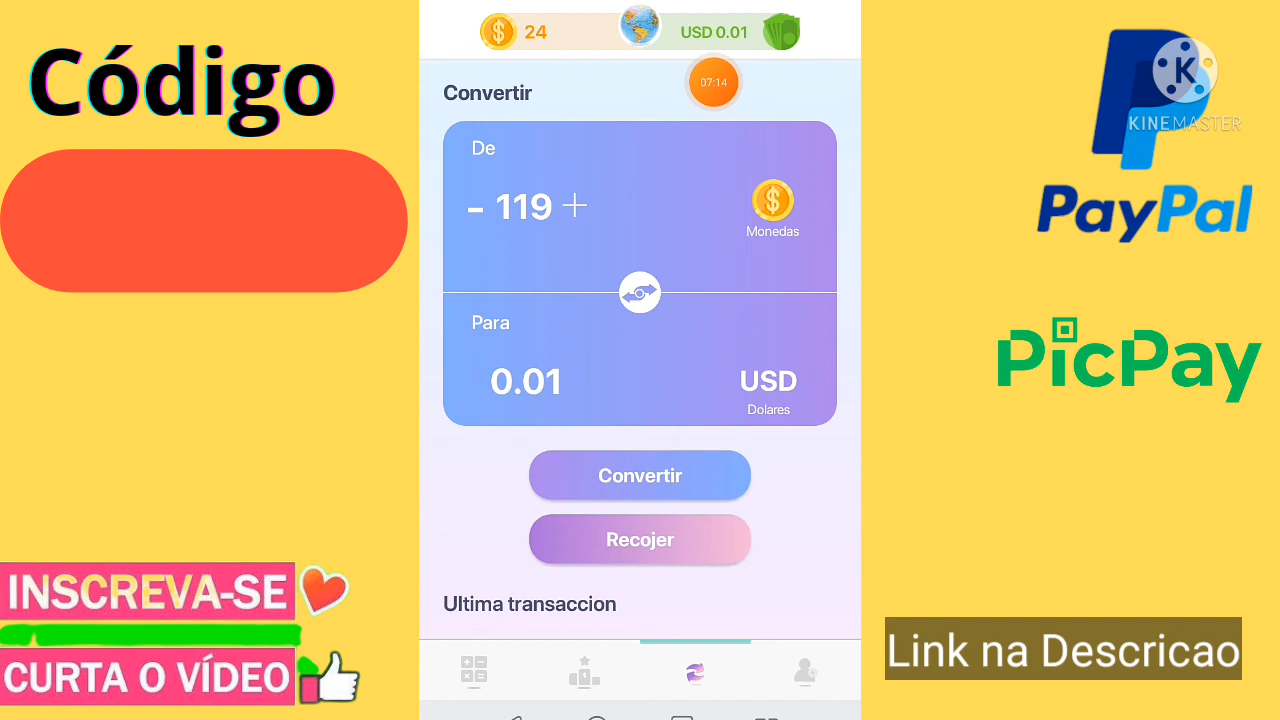 Código
24
USD 0.01
07:14
Convertir
De
- 119 +
Monedas
Para
0.01
USD
Dolares
Convertir
Recojer
Ultima transaccion
K
KINEMASTER
PayPal
PicPay
INSCREVA-SE
CURTA O VÍDEO
Link na Descricao